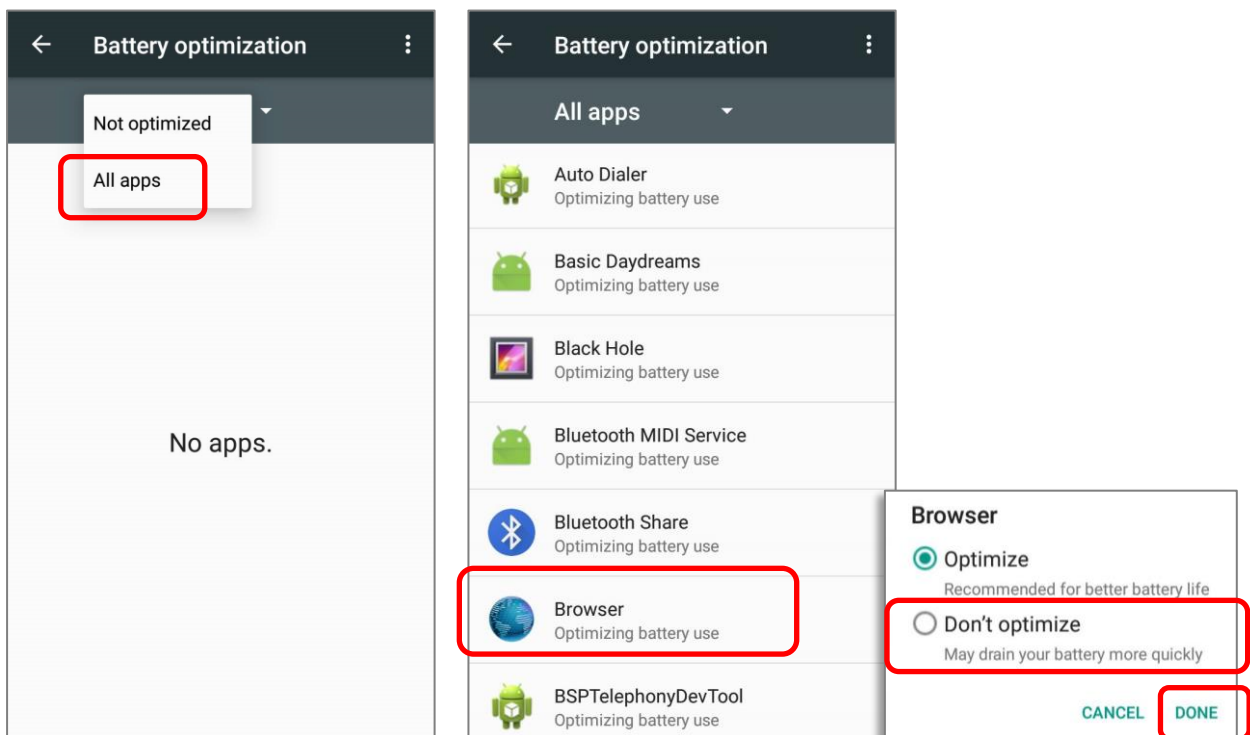 Battery optimization
Not optimized
All apps
No apps.
Battery optimization
All apps
Auto Dialer
Optimizing battery use
Basic Daydreams
Optimizing battery use
Black Hole
Optimizing battery use
Bluetooth MIDI Service
Optimizing battery use
Bluetooth Share
Optimizing battery use
Browser
Optimizing battery use
BSPTelephonyDevTool
Optimizing battery use
Browser
Optimize
Recommended for better battery life
Don't optimize
May drain your battery more quickly
CANCEL DONE